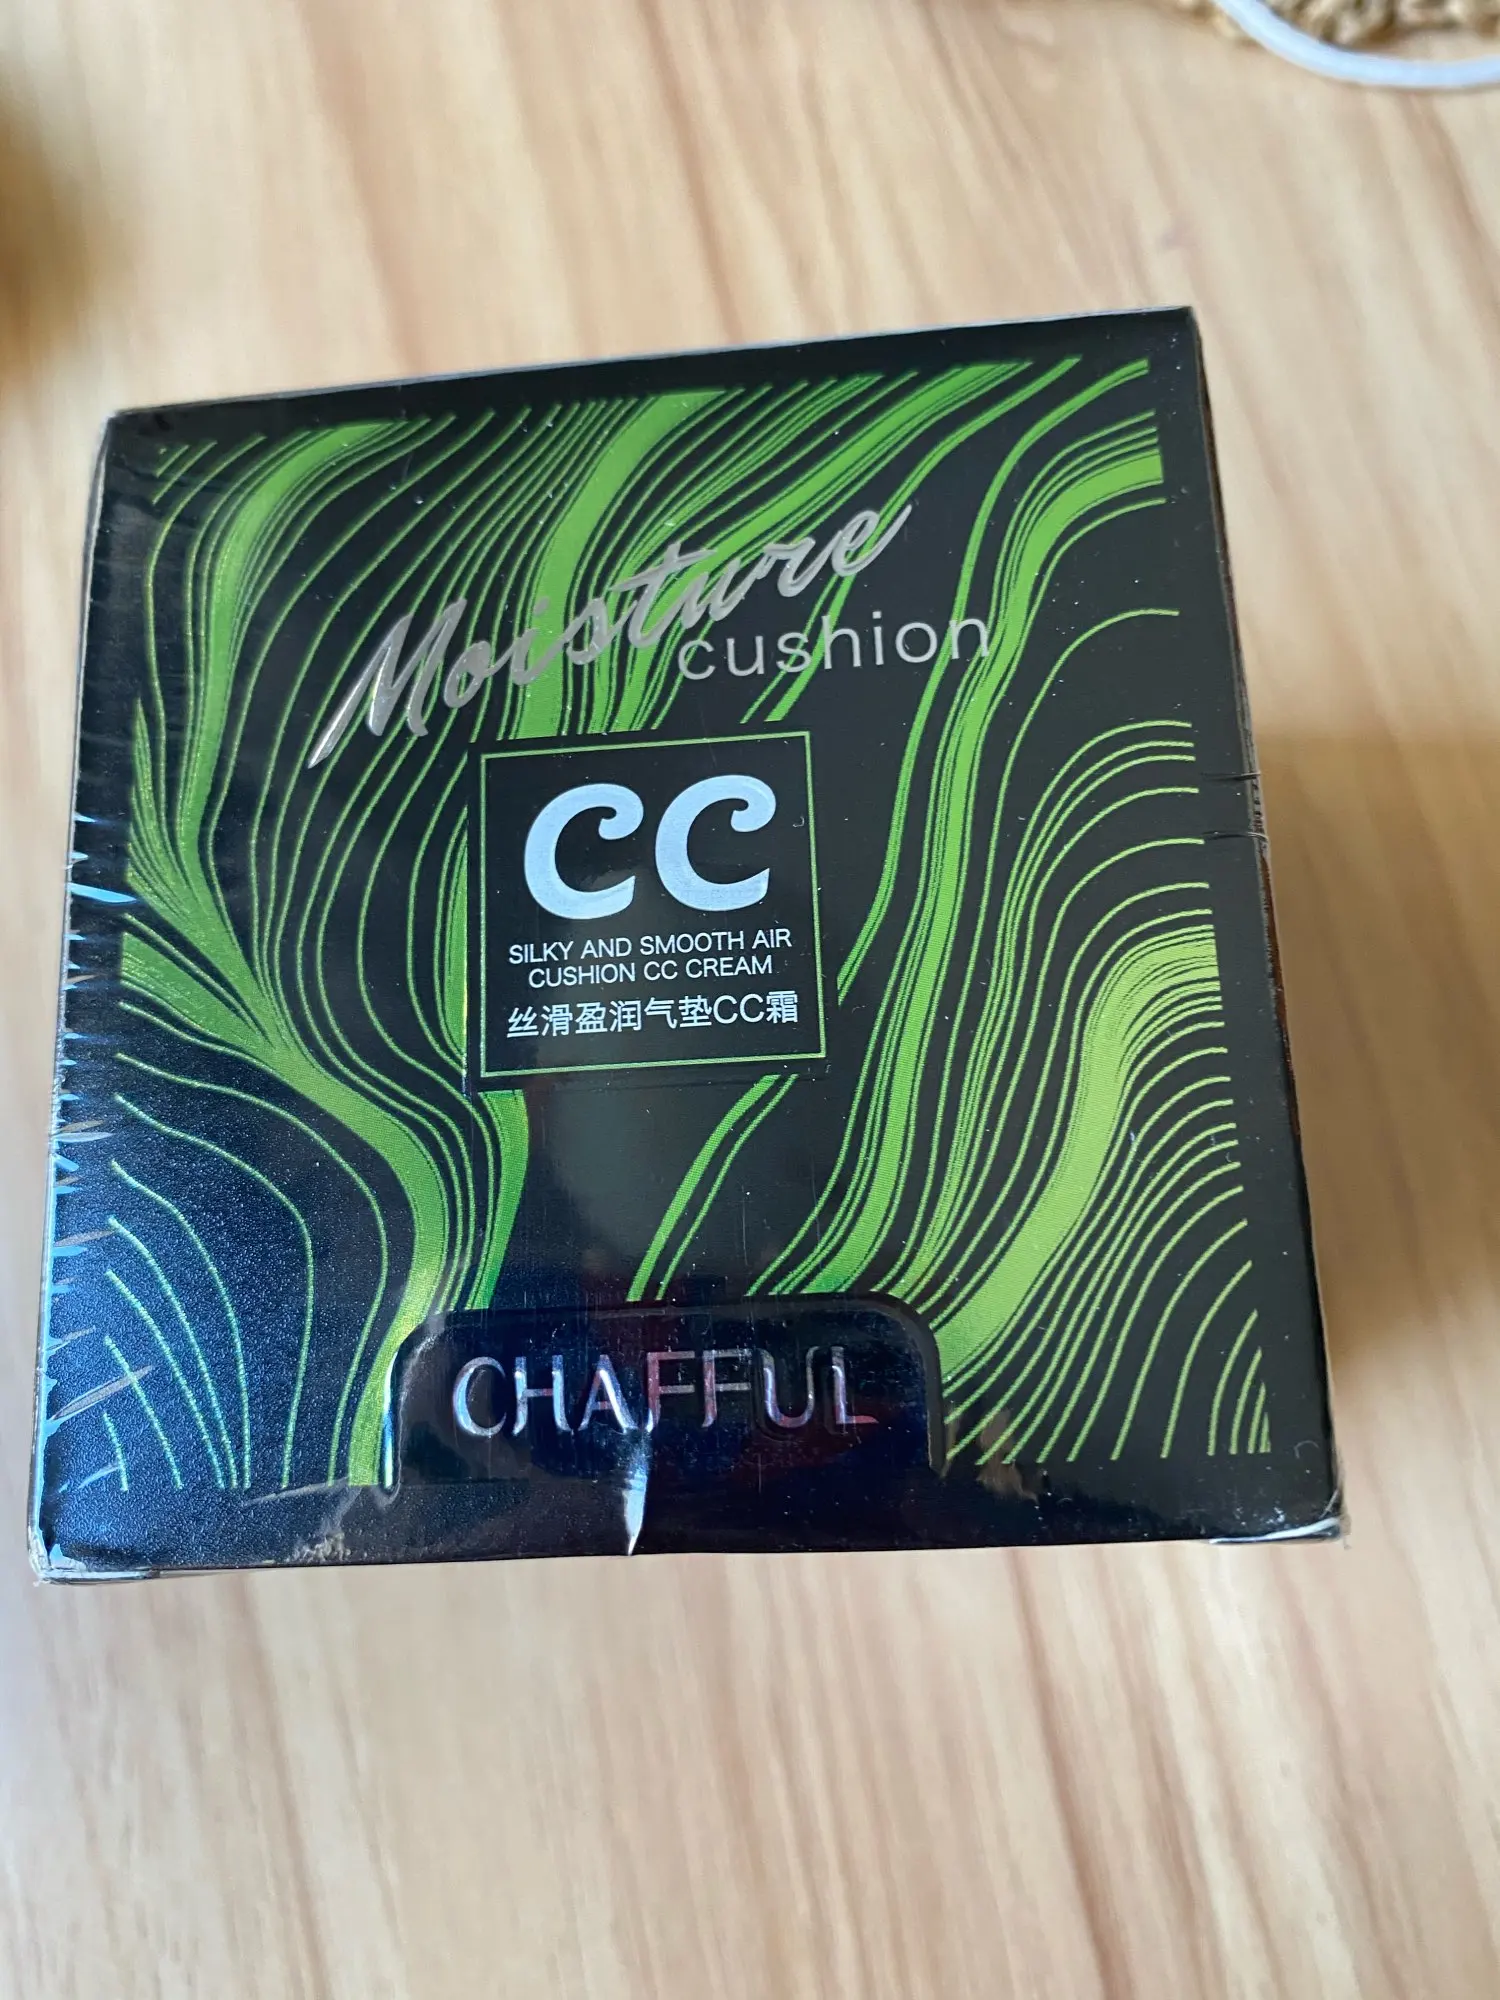 Moisture
cushion
CC
SILKY AND SMOOTH AIR
CUSHION CC CREAM
丝滑盈润气垫CC霜
CHAFFUL